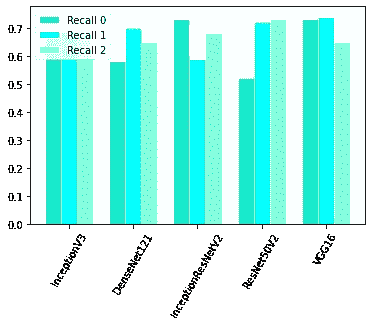 Recall 0
Recall 1
Recall 2
0.7
0.6
0.5
0.4
0.3
0.2
0.1
0.0
InceptionV3
DenseNet121
InceptionResNetV2
ResNet50V2
VGG16